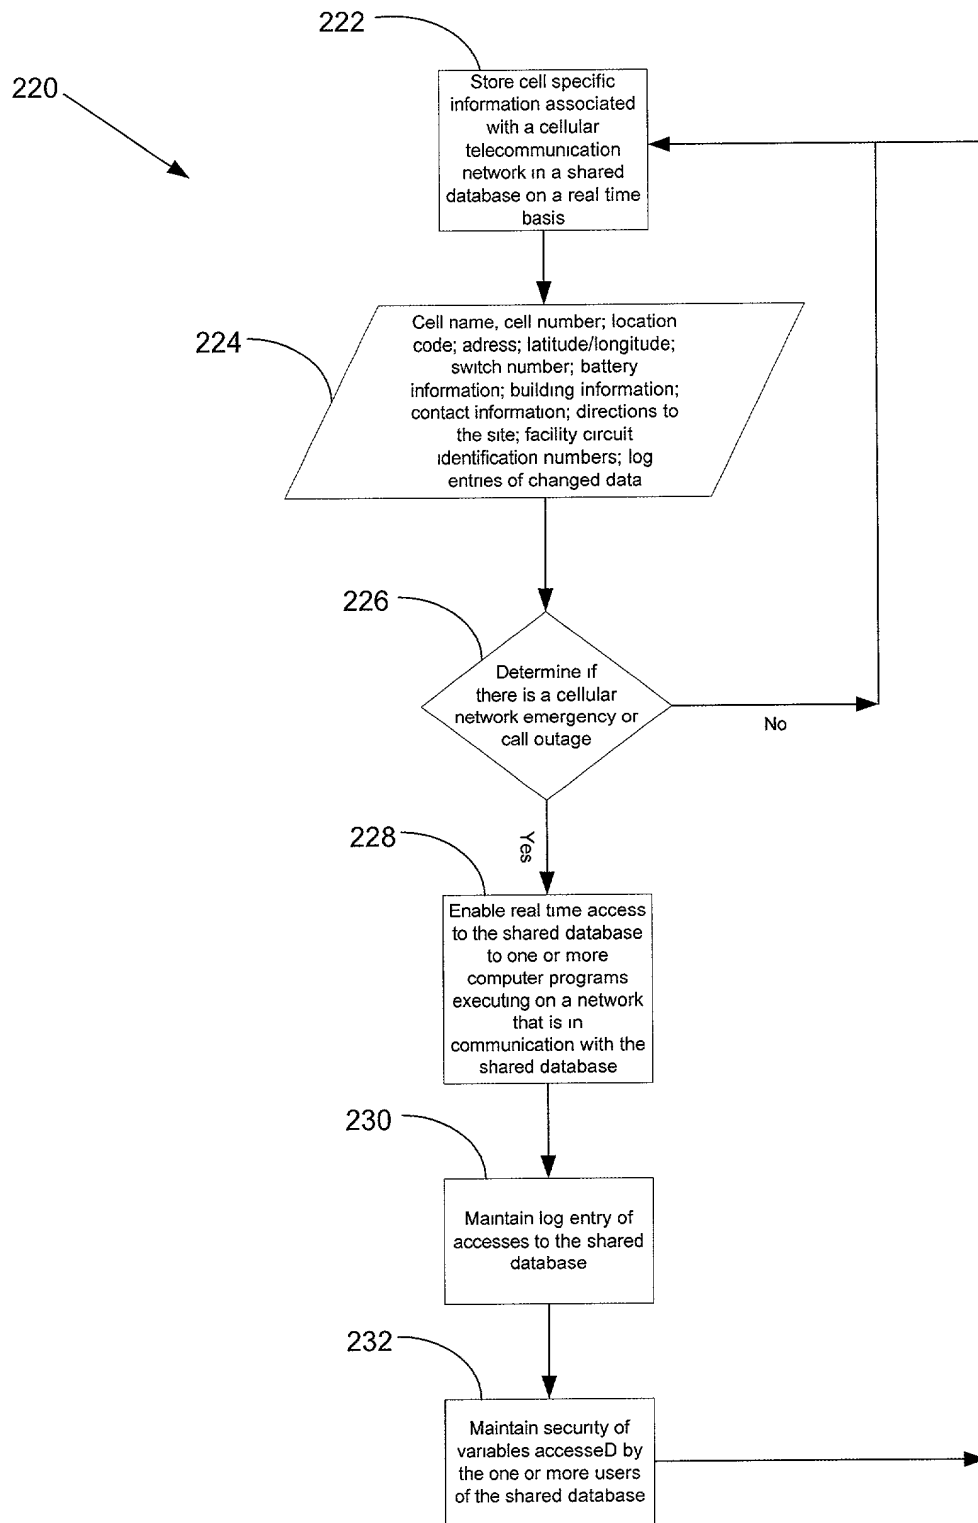 222
220
Store cell specific
information associated
with a cellular
telecommunication
network in a shared
database on a real time
basis
224
Cell name, cell number; location
code; adress; latitude/longitude;
switch number; battery
information; building information;
contact information; directions to
the site; facility circuit
identification numbers; log
entries of changed data
226
Determine if
there is a cellular
network emergency or
call outage
No
Yes
228
Enable real time access
to the shared database
to one or more
computer programs
executing on a network
that is in
communication with the
shared database
230
Maintain log entry of
accesses to the shared
database
232
Maintain security of
variables accesseD by
the one or more users
of the shared database